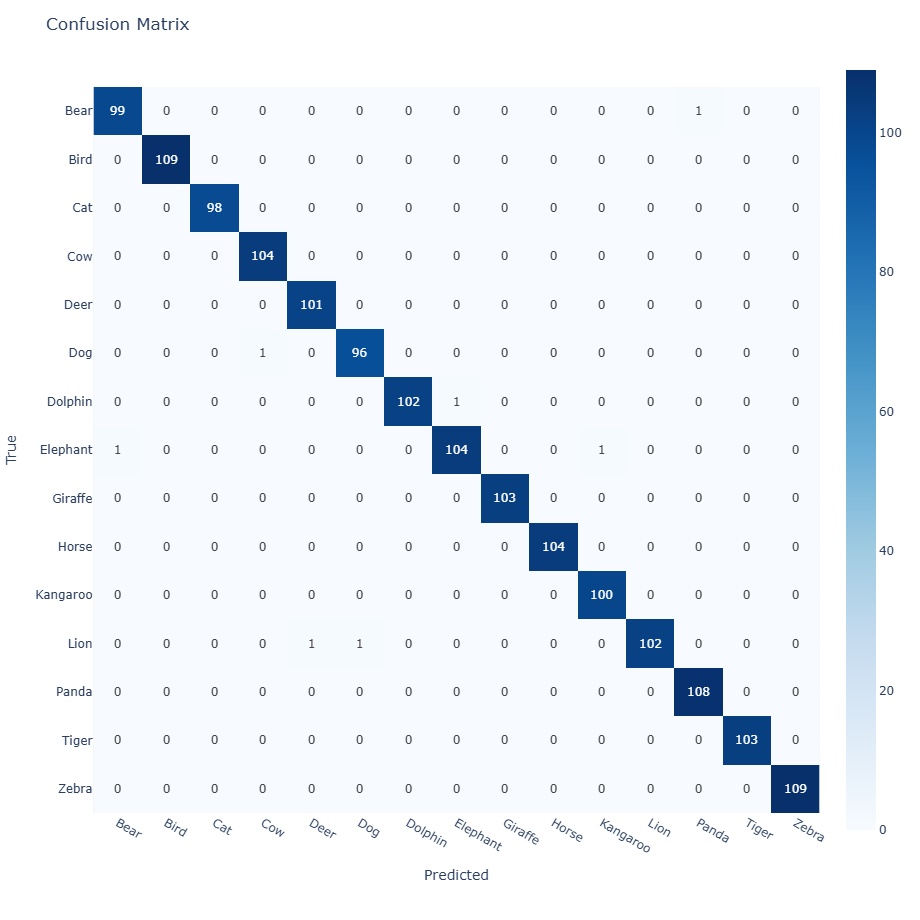 Confusion Matrix
Bear 99 0 0 0 0 0 0 0 0 0 0 0 1 0 0
Bird 0 109 0 0 0 0 0 0 0 0 0 0 0 0 0
Cat 0 0 98 0 0 0 0 0 0 0 0 0 0 0 0
Cow 0 0 0 104 0 0 0 0 0 0 0 0 0 0 0
Deer 0 0 0 0 101 0 0 0 0 0 0 0 0 0 0
Dog 0 0 0 1 0 96 0 0 0 0 0 0 0 0 0
Dolphin 0 0 0 0 0 0 102 1 0 0 0 0 0 0 0
Elephant 1 0 0 0 0 0 0 104 0 0 1 0 0 0 0
Giraffe 0 0 0 0 0 0 0 0 103 0 0 0 0 0 0
Horse 0 0 0 0 0 0 0 0 0 104 0 0 0 0 0
Kangaroo 0 0 0 0 0 0 0 0 0 0 100 0 0 0 0
Lion 0 0 0 0 1 1 0 0 0 0 0 102 0 0 0
Panda 0 0 0 0 0 0 0 0 0 0 0 0 108 0 0
Tiger 0 0 0 0 0 0 0 0 0 0 0 0 0 103 0
Zebra 0 0 0 0 0 0 0 0 0 0 0 0 0 0 109
Bear Bird Cat Cow Deer Dog Dolphin Elephant Giraffe Horse Kangaroo Lion Panda Tiger Zebra
Predicted
True
100
80
60
40
20
0